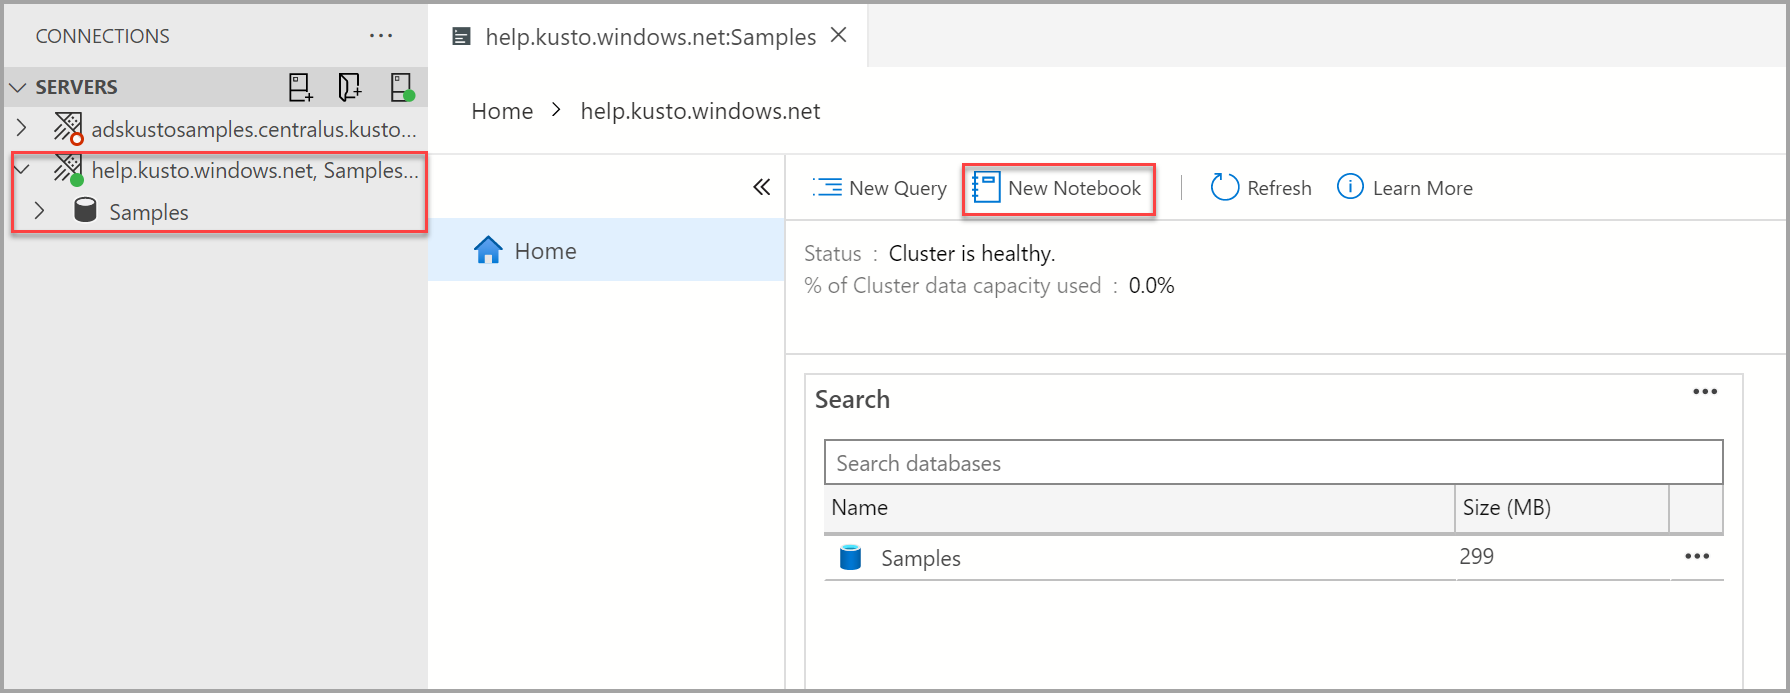 CONNECTIONS
SERVERS
adskustosamples.centralus.kusto...
help.kusto.windows.net, Samples...
Samples
help.kusto.windows.net:Samples
Home > help.kusto.windows.net
Home
New Query New Notebook Refresh Learn More
Status : Cluster is healthy.
% of Cluster data capacity used : 0.0%
Search
Search databases
Name Size (MB)
Samples 299